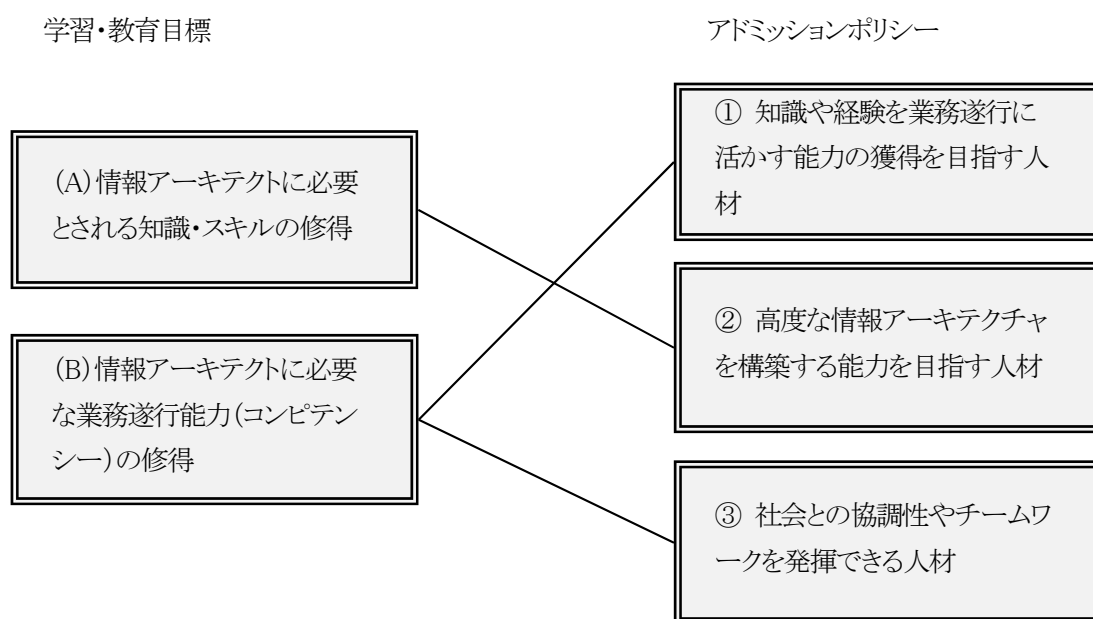 学習・教育目標
アドミッションポリシー
(A)情報アーキテクトに必要
とされる知識・スキルの修得
(B)情報アーキテクトに必要
な業務遂行能力(コンピテン
シー)の修得
① 知識や経験を業務遂行に
活かす能力の獲得を目指す人
材
② 高度な情報アーキテクチャ
を構築する能力を目指す人材
③ 社会との協調性やチームワ
ークを発揮できる人材